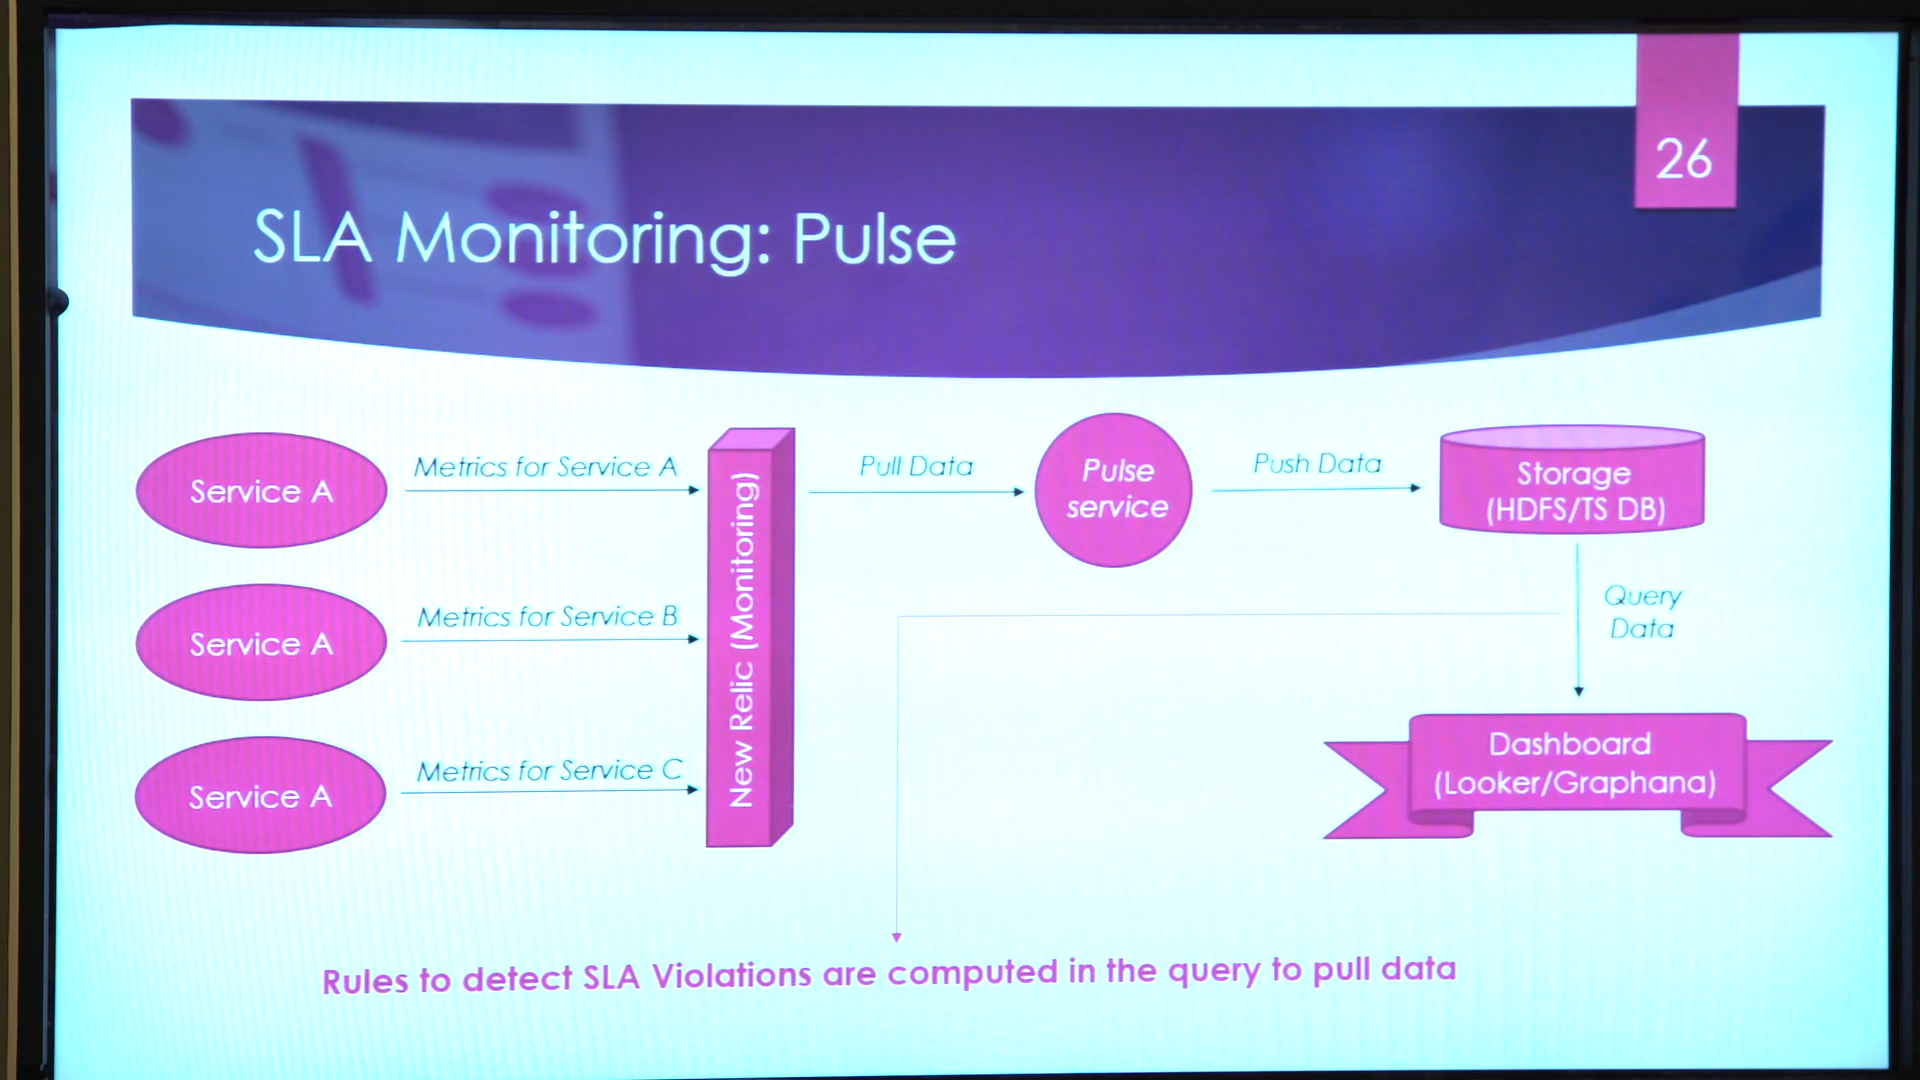 26
SLA Monitoring: Pulse
Service A
Metrics for Service A
Service A
Metrics for Service B
Service A
Metrics for Service C
New Relic (Monitoring)
Pull Data
Pulse
service
Push Data
Storage
(HDFS/TS DB)
Query
Data
Dashboard
(Looker/Graphana)
Rules to detect SLA Violations are computed in the query to pull data